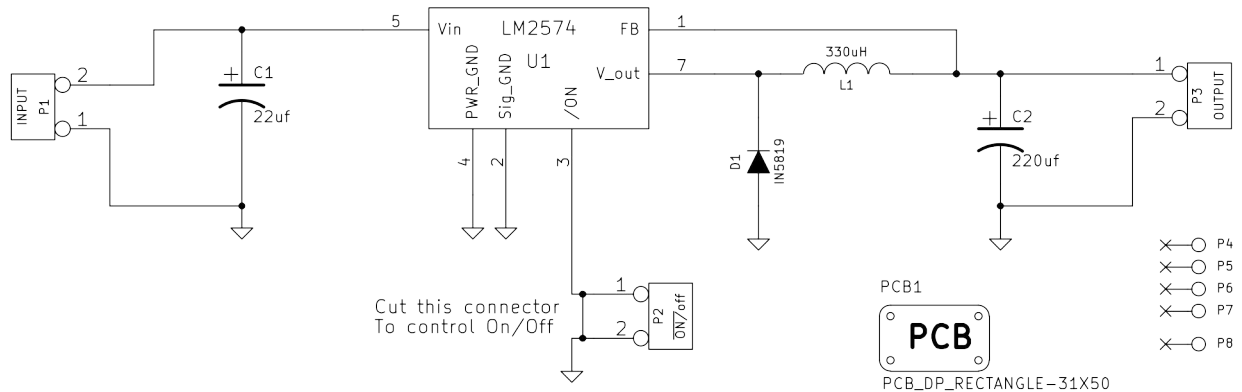 5
Vin
LM2574
FB
1
U1
V_out
7
330uH
L1
PWR_GND
Sig_GND
/ON
4
2
3
INPUT
P1
2
1
+
C1
22uf
D1
IN5819
+
C2
220uf
1
2
P3
OUTPUT
Cut this connector
To control On/Off
1
2
P2
ON/off
PCB1
PCB
PCB_DP_RECTANGLE-31X50
P4
P5
P6
P7
P8